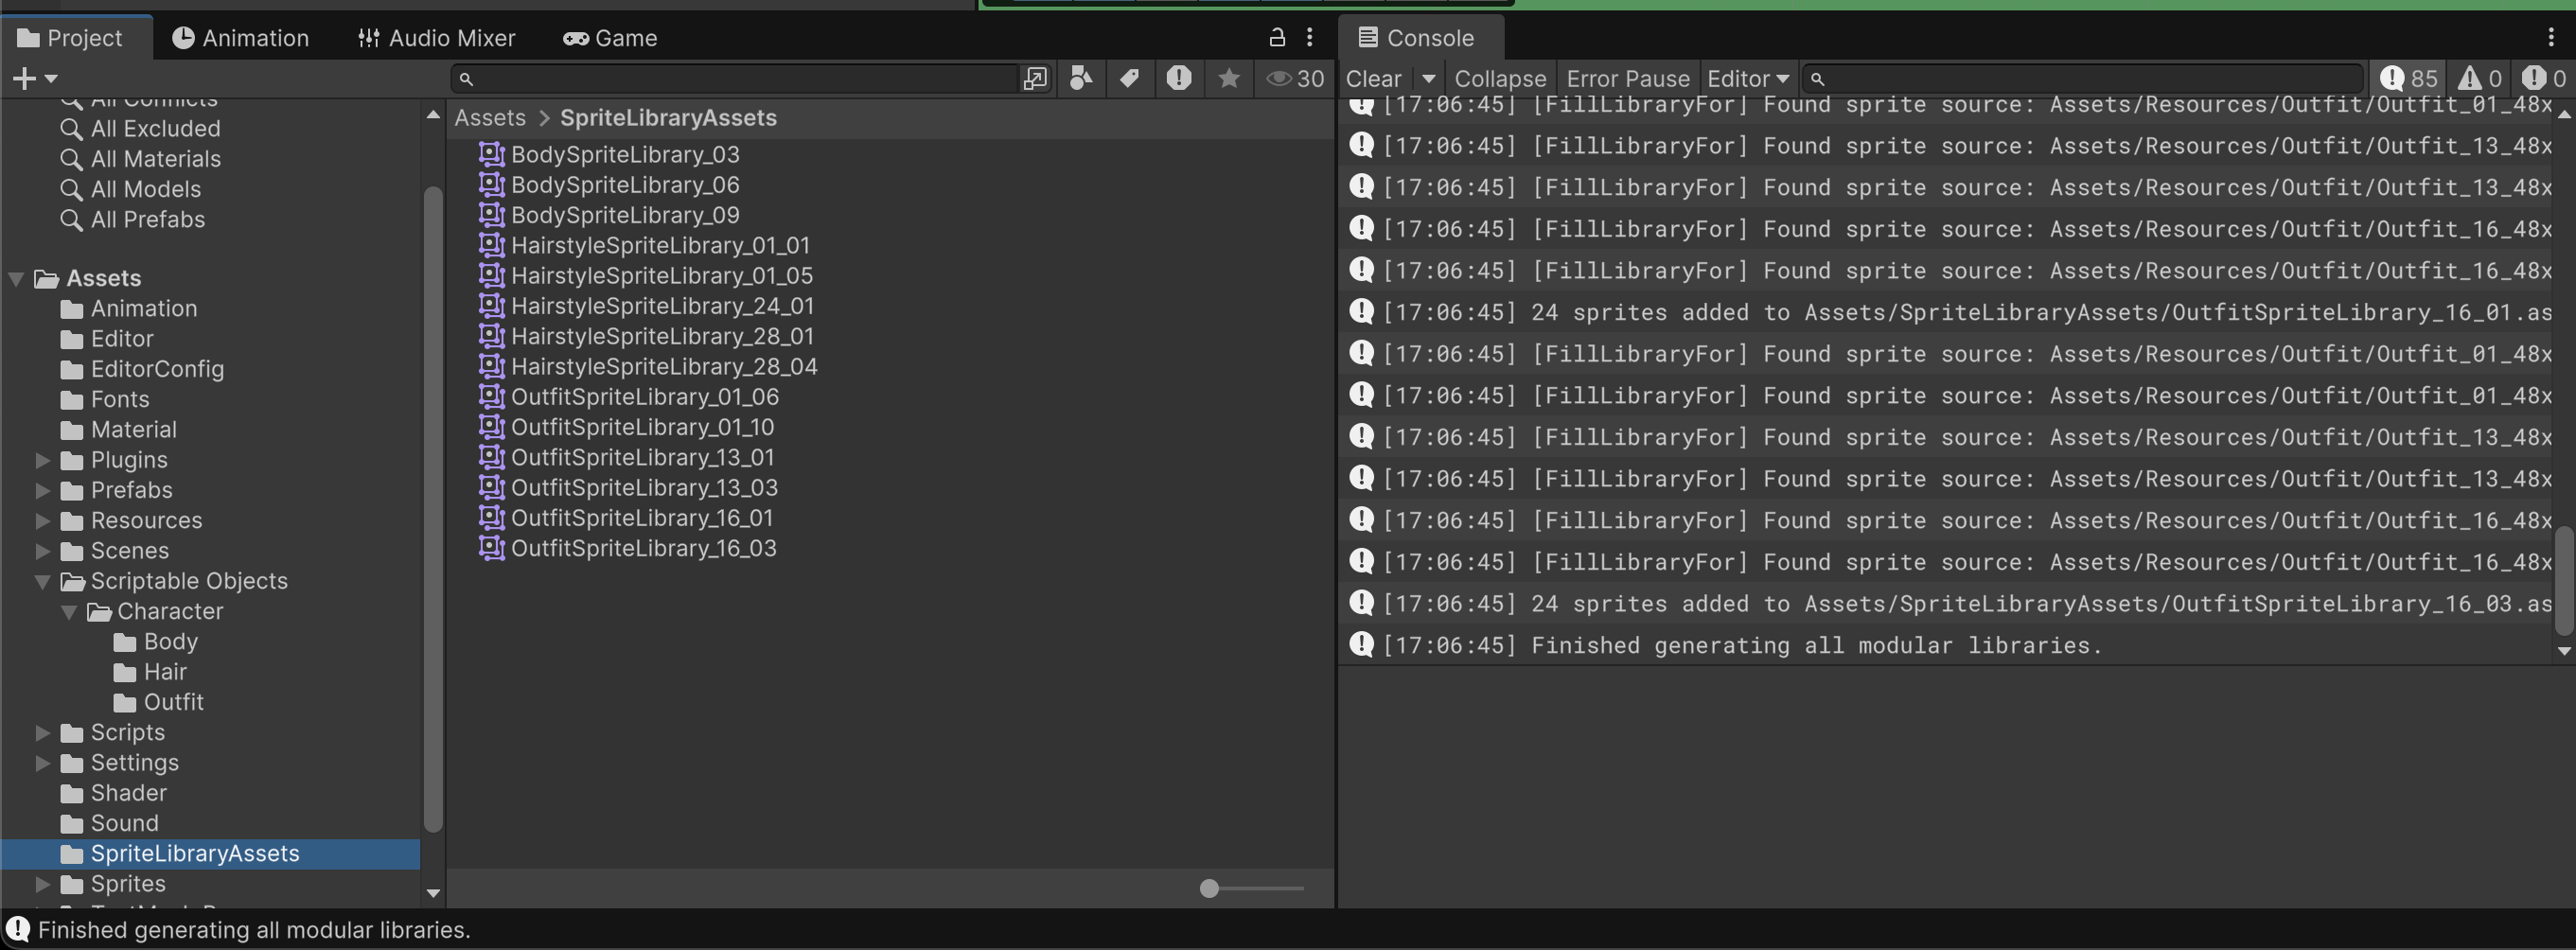 Project
Animation
Audio Mixer
Game
30
All Conflicts
All Excluded
All Materials
All Models
All Prefabs
Assets
Animation
Editor
EditorConfig
Fonts
Material
Plugins
Prefabs
Resources
Scenes
Scriptable Objects
Character
Body
Hair
Outfit
Scripts
Settings
Shader
Sound
SpriteLibraryAssets
Sprites
Assets > SpriteLibraryAssets
BodySpriteLibrary_03
BodySpriteLibrary_06
BodySpriteLibrary_09
HairstyleSpriteLibrary_01_01
HairstyleSpriteLibrary_01_05
HairstyleSpriteLibrary_24_01
HairstyleSpriteLibrary_28_01
HairstyleSpriteLibrary_28_04
OutfitSpriteLibrary_01_06
OutfitSpriteLibrary_01_10
OutfitSpriteLibrary_13_01
OutfitSpriteLibrary_13_03
OutfitSpriteLibrary_16_01
OutfitSpriteLibrary_16_03
Console
Clear Collapse Error Pause Editor 85 0 0
[17:06:45] [FillLibraryFor] Found sprite source: Assets/Resources/Outfit/Outfit_01_48x
[17:06:45] [FillLibraryFor] Found sprite source: Assets/Resources/Outfit/Outfit_13_48x
[17:06:45] [FillLibraryFor] Found sprite source: Assets/Resources/Outfit/Outfit_13_48x
[17:06:45] [FillLibraryFor] Found sprite source: Assets/Resources/Outfit/Outfit_16_48x
[17:06:45] [FillLibraryFor] Found sprite source: Assets/Resources/Outfit/Outfit_16_48x
[17:06:45] 24 sprites added to Assets/SpriteLibraryAssets/OutfitSpriteLibrary_16_01.as
[17:06:45] [FillLibraryFor] Found sprite source: Assets/Resources/Outfit/Outfit_01_48x
[17:06:45] [FillLibraryFor] Found sprite source: Assets/Resources/Outfit/Outfit_01_48x
[17:06:45] [FillLibraryFor] Found sprite source: Assets/Resources/Outfit/Outfit_13_48x
[17:06:45] [FillLibraryFor] Found sprite source: Assets/Resources/Outfit/Outfit_13_48x
[17:06:45] [FillLibraryFor] Found sprite source: Assets/Resources/Outfit/Outfit_16_48x
[17:06:45] [FillLibraryFor] Found sprite source: Assets/Resources/Outfit/Outfit_16_48x
[17:06:45] 24 sprites added to Assets/SpriteLibraryAssets/OutfitSpriteLibrary_16_03.as
[17:06:45] Finished generating all modular libraries.
Finished generating all modular libraries.